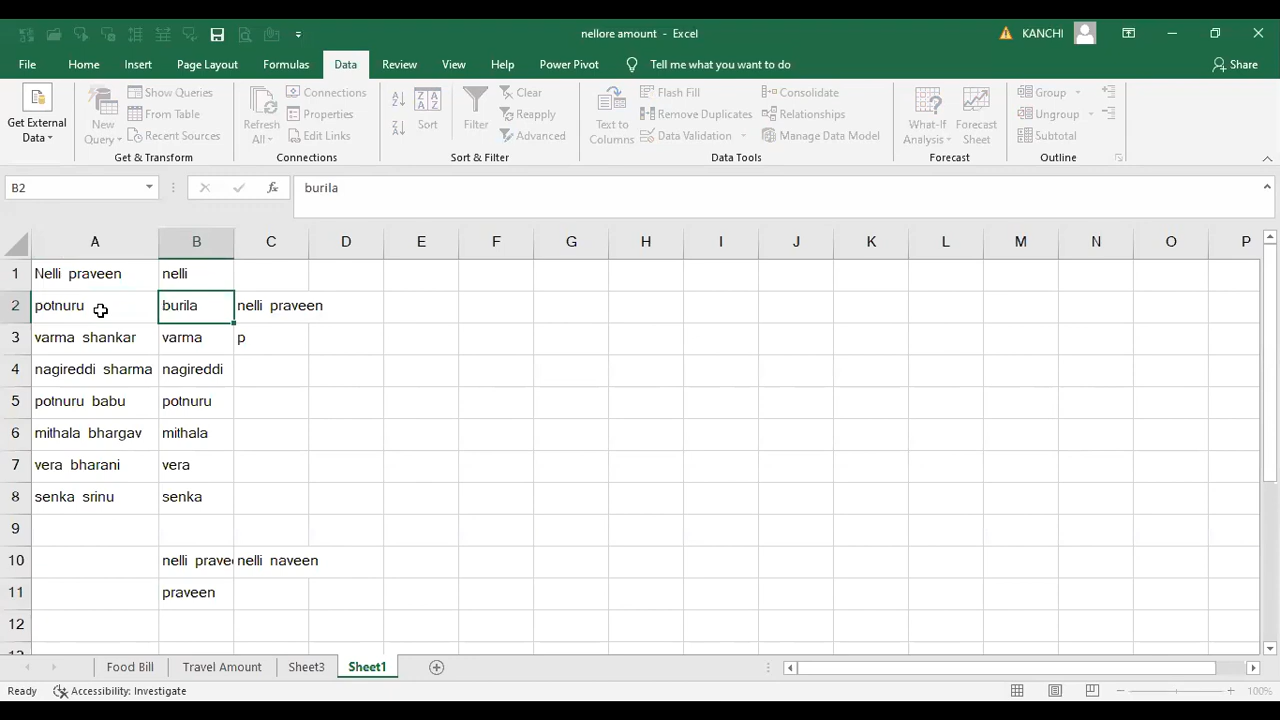 nellore amount - Excel
KANCHI
File Home Insert Page Layout Formulas Data Review View Help Power Pivot Tell me what you want to do Share
Get External Data
New Query
Show Queries
From Table
Recent Sources
Get & Transform
Refresh All
Connections
Properties
Edit Links
Connections
Sort
Filter
Clear
Reapply
Advanced
Sort & Filter
Text to Columns
Flash Fill
Remove Duplicates
Data Validation
Consolidate
Relationships
Manage Data Model
Data Tools
What-If Analysis
Forecast Sheet
Forecast
Group
Ungroup
Subtotal
Outline
B2 fx burila
A B C D E F G H I J K L M N O P
1 Nelli praveen nelli
2 potnuru burila nelli praveen
3 varma shankar varma p
4 nagireddi sharma nagireddi
5 potnuru babu potnuru
6 mithala bhargav mithala
7 vera bharani vera
8 senka srinu senka
9
10 nelli prave nelli naveen
11 praveen
12
Food Bill Travel Amount Sheet3 Sheet1
Ready Accessibility: Investigate 100%